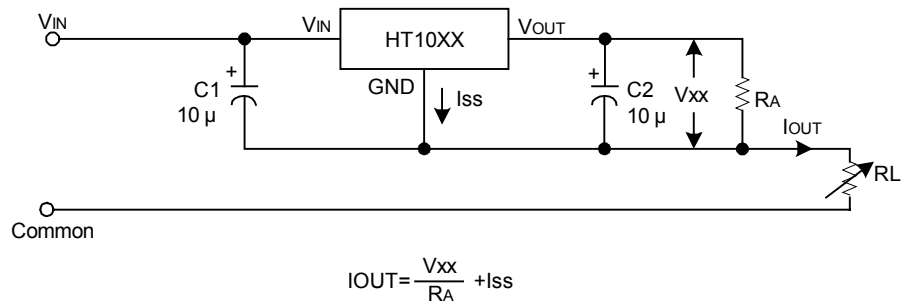 VIN
VIN
HT10XX
VOUT
+
C1
10 µ
GND
Iss
+
C2
10 µ
Vxx
RA
IOUT
RL
Common
IOUT= Vxx / RA +Iss